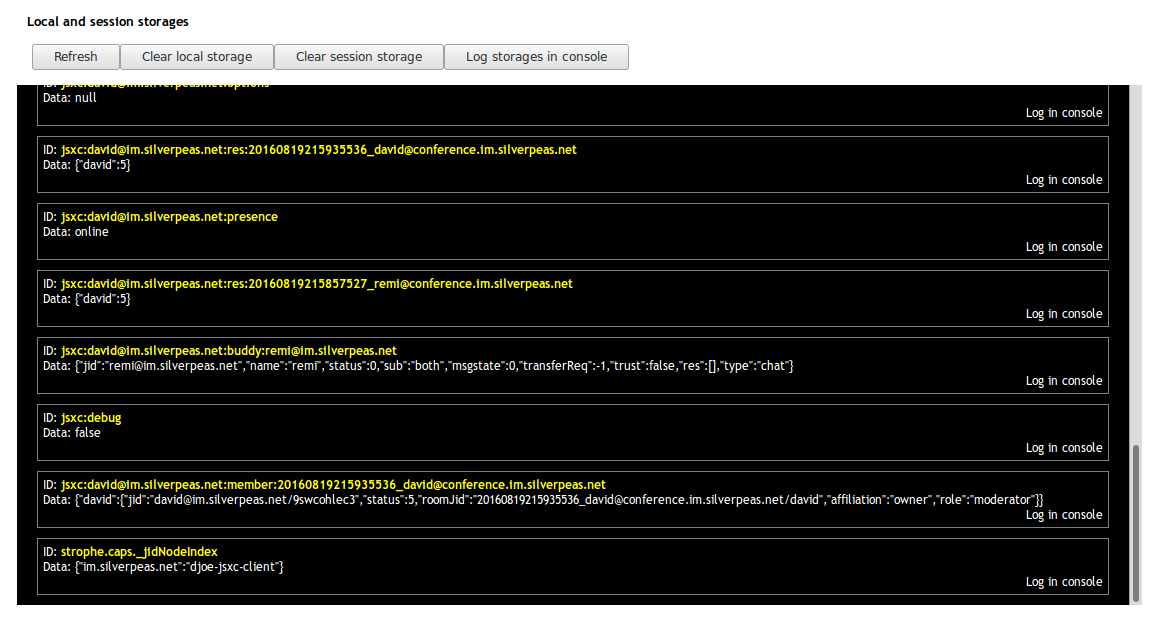 Local and session storages
Refresh
Clear local storage
Clear session storage
Log storages in console
ID: jsxc:david@im.silverpeas.net:options
Data: null
Log in console
ID: jsxc:david@im.silverpeas.net:res:20160819215935536_david@conference.im.silverpeas.net
Data: {"david":5}
Log in console
ID: jsxc:david@im.silverpeas.net:presence
Data: online
Log in console
ID: jsxc:david@im.silverpeas.net:res:20160819215857527_remi@conference.im.silverpeas.net
Data: {"david":5}
Log in console
ID: jsxc:david@im.silverpeas.net:buddy:remi@im.silverpeas.net
Data: {"jid":"remi@im.silverpeas.net","name":"remi","status":0,"sub":"both","msgstate":0,"transferReq":-1,"trust":false,"res":[],"type":"chat"}
Log in console
ID: jsxc:debug
Data: false
Log in console
ID: jsxc:david@im.silverpeas.net:member:20160819215935536_david@conference.im.silverpeas.net
Data: {"david":{"jid":"david@im.silverpeas.net/9swcohlec3","status":5,"roomJid":"20160819215935536_david@conference.im.silverpeas.net/david","affiliation":"owner","role":"moderator"}}
Log in console
ID: strophe.caps._jidNodeIndex
Data: {"im.silverpeas.net":"djoe-jsxc-client"}
Log in console